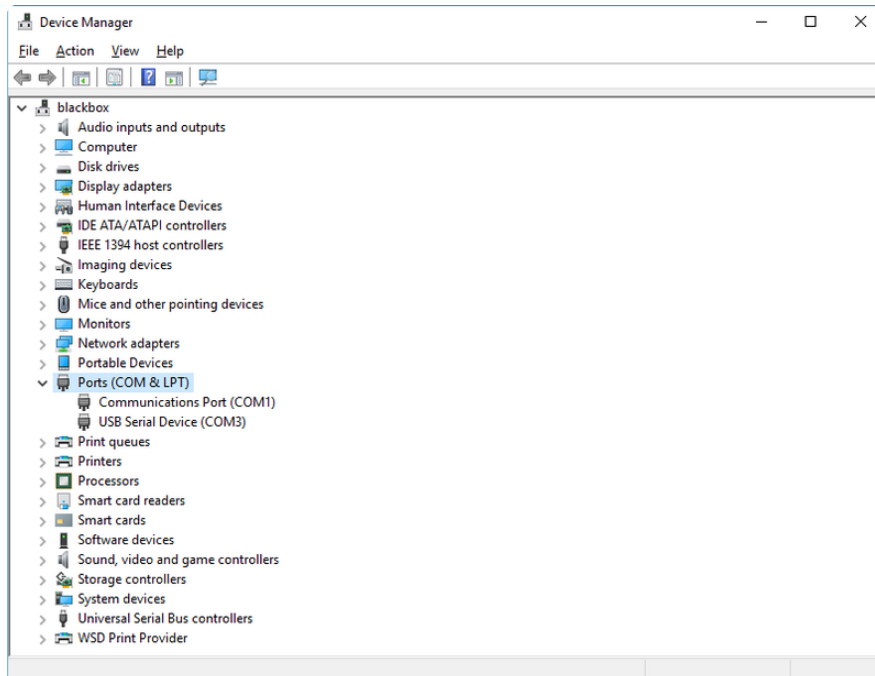 Device Manager
File Action View Help
blackbox
Audio inputs and outputs
Computer
Disk drives
Display adapters
Human Interface Devices
IDE ATA/ATAPI controllers
IEEE 1394 host controllers
Imaging devices
Keyboards
Mice and other pointing devices
Monitors
Network adapters
Portable Devices
Ports (COM & LPT)
Communications Port (COM1)
USB Serial Device (COM3)
Print queues
Printers
Processors
Smart card readers
Smart cards
Software devices
Sound, video and game controllers
Storage controllers
System devices
Universal Serial Bus controllers
WSD Print Provider